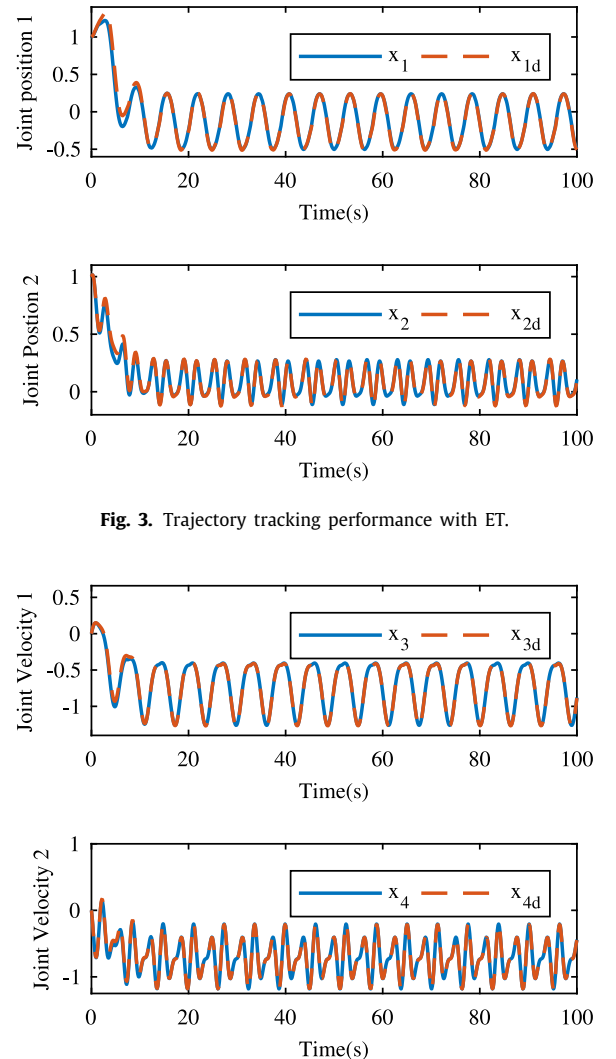 Joint position 1
1
0.5
0
-0.5
x1 x1d
0 20 40 60 80 100
Time(s)
Joint Postion 2
1
0.5
0
x2 x2d
0 20 40 60 80 100
Time(s)
Fig. 3. Trajectory tracking performance with ET.
Joint Velocity 1
0.5
0
-0.5
-1
x3 x3d
0 20 40 60 80 100
Time(s)
Joint Velocity 2
1
0
-1
x4 x4d
0 20 40 60 80 100
Time(s)